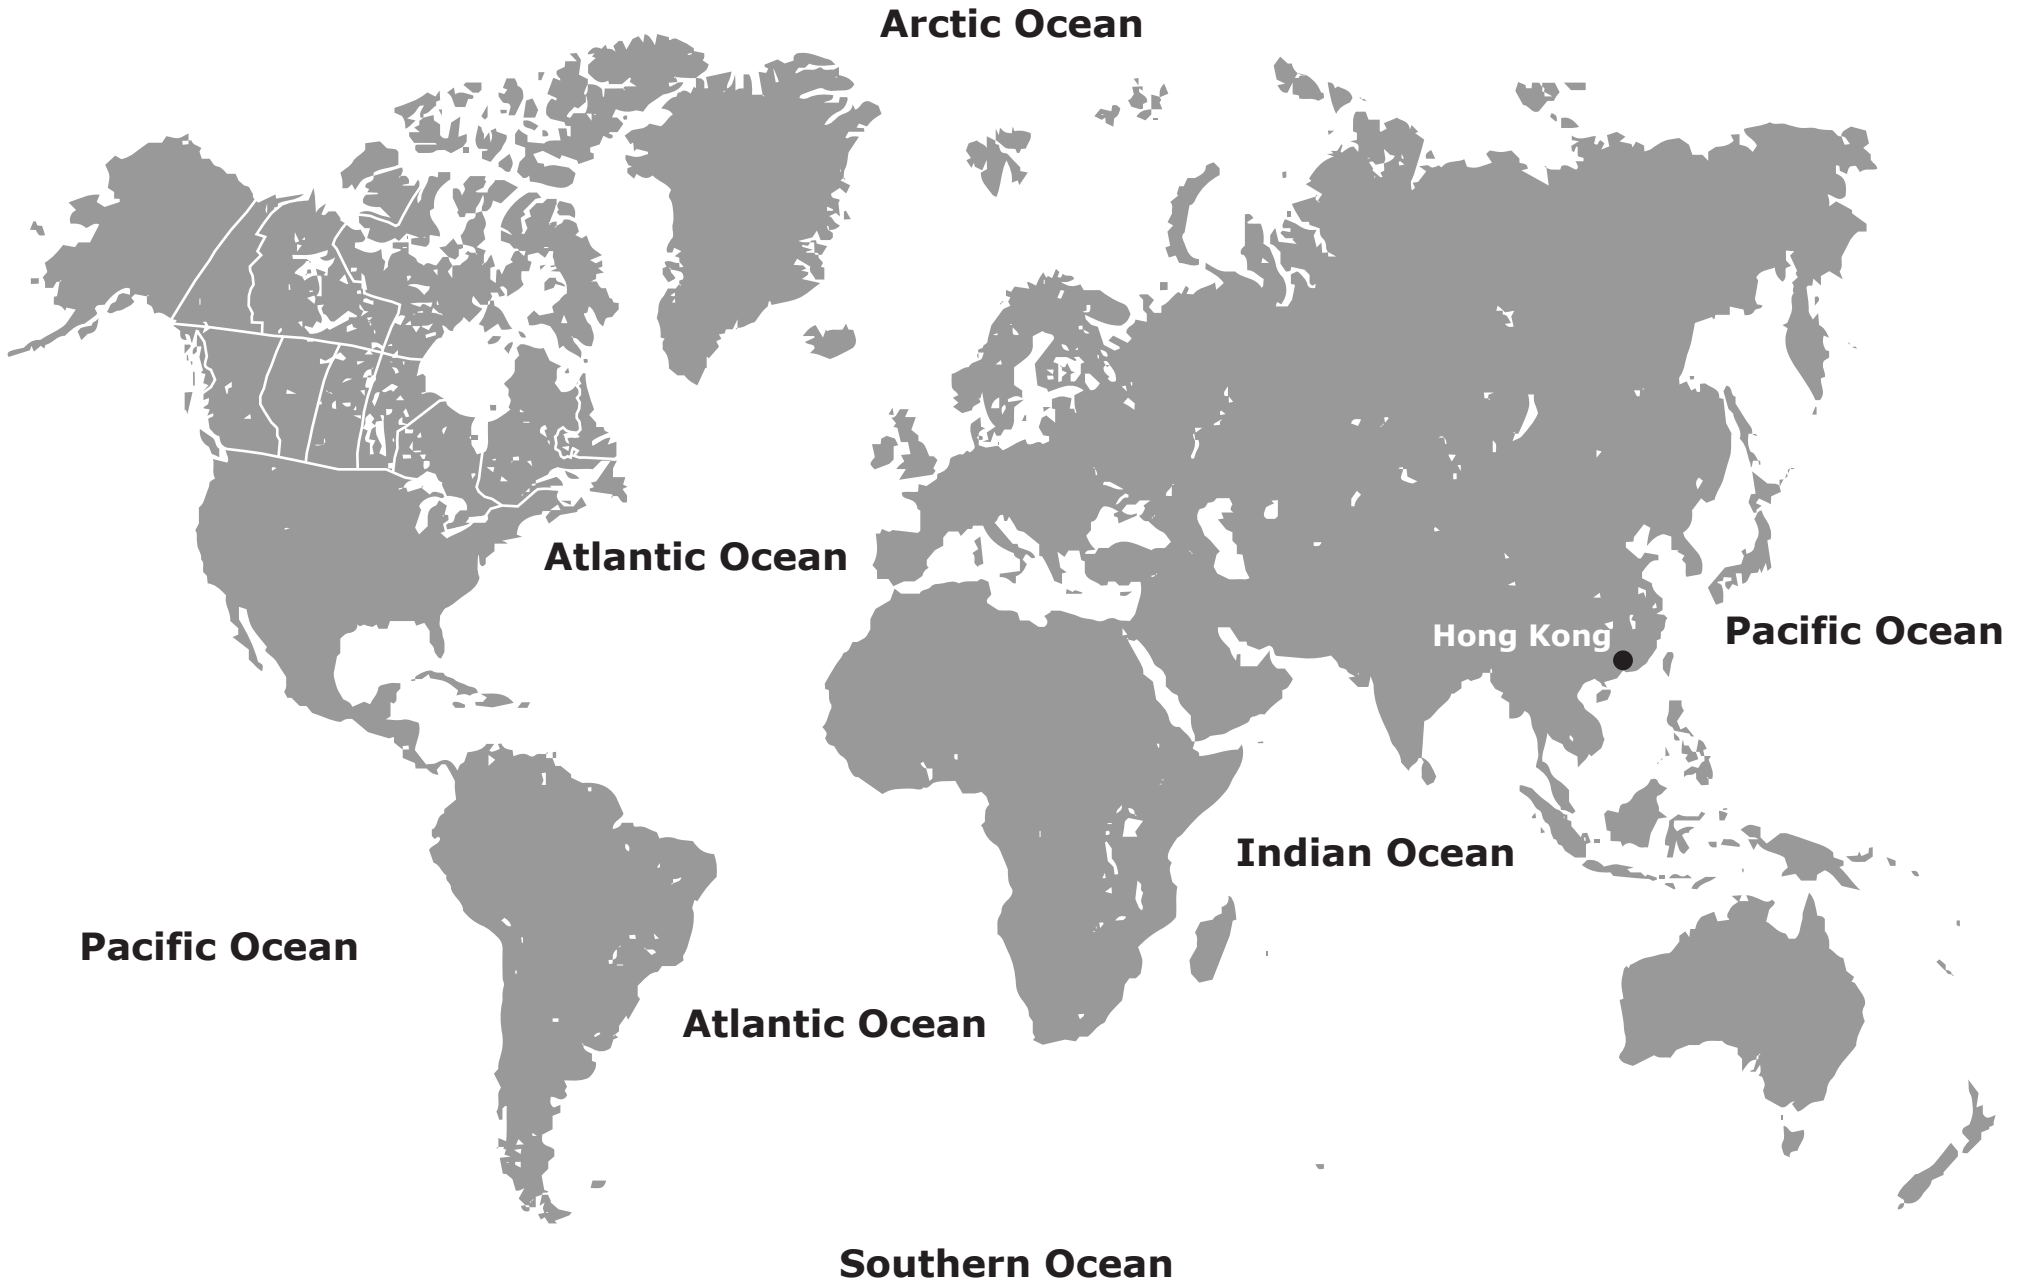 Arctic Ocean
Atlantic Ocean
Hong Kong
Pacific Ocean
Indian Ocean
Pacific Ocean
Atlantic Ocean
Southern Ocean